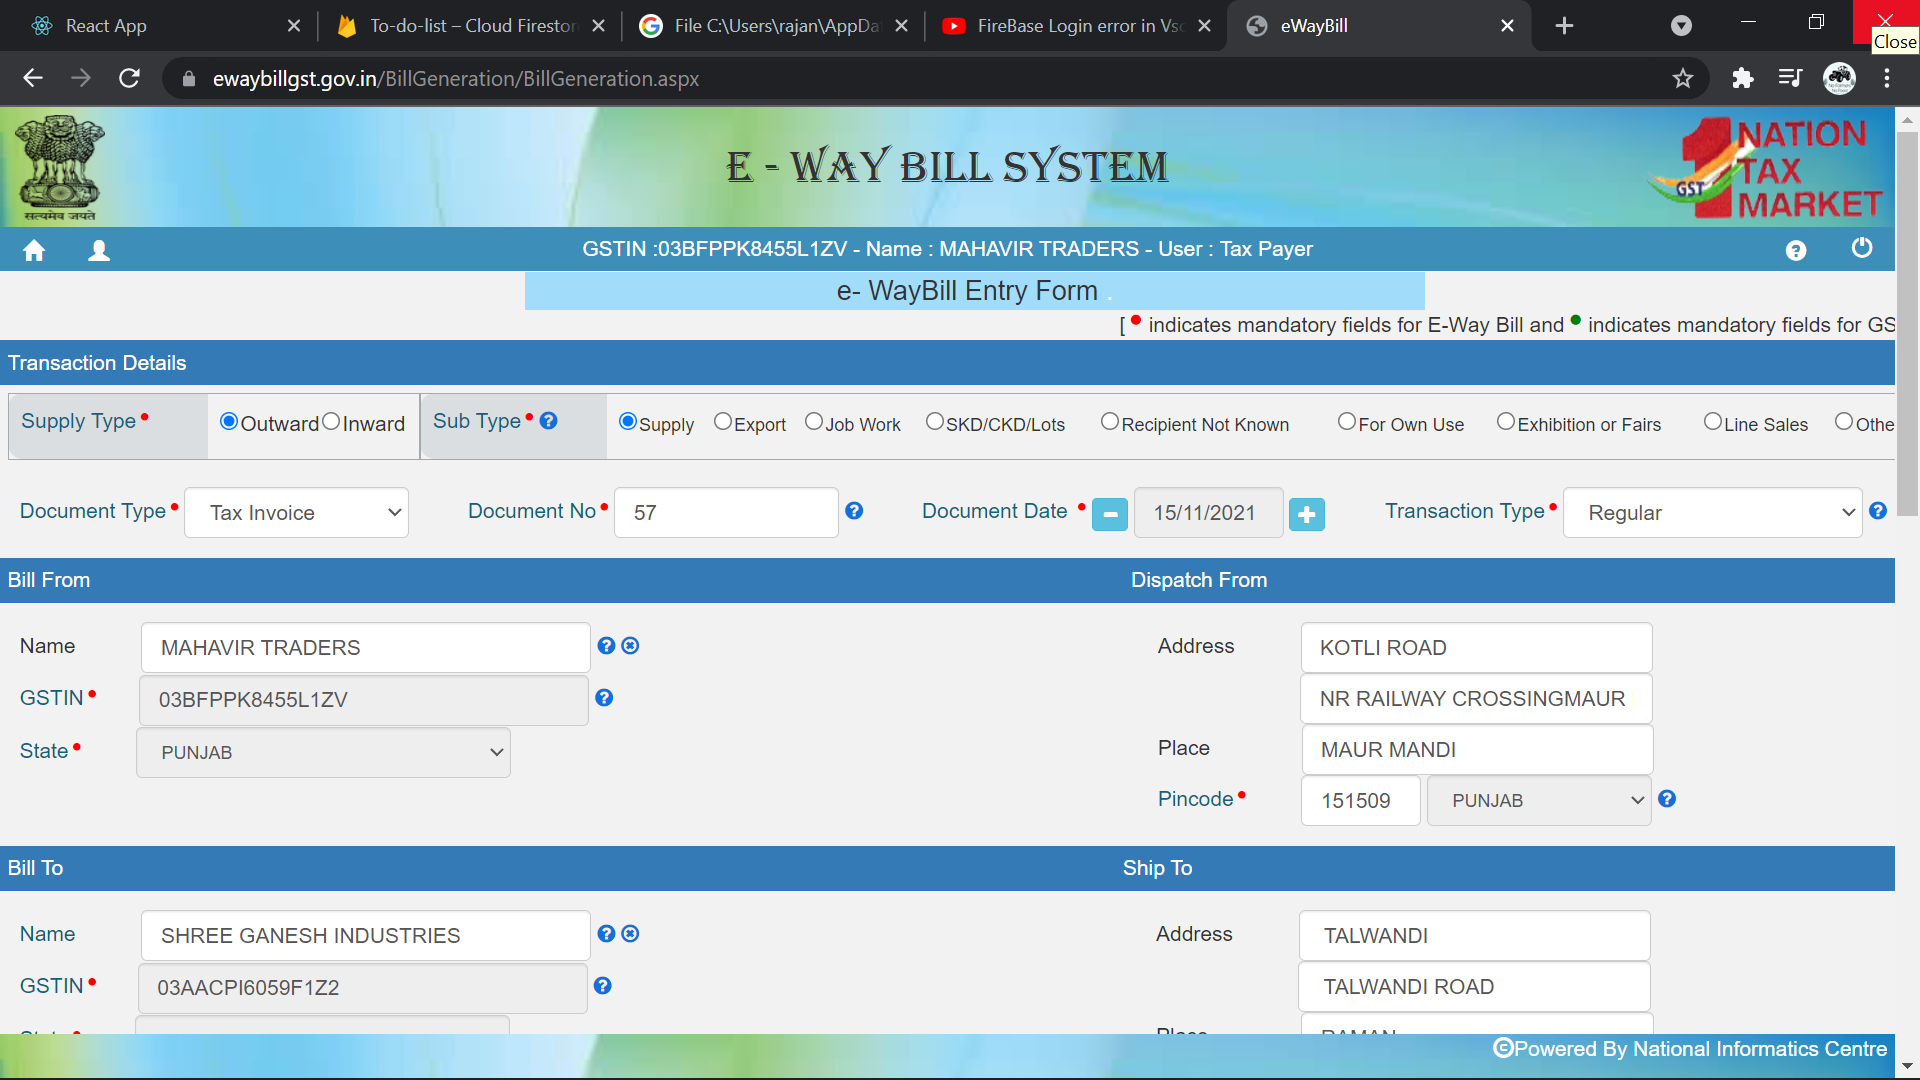 React App
To-do-list – Cloud Firestor
File C:\Users\rajan\AppDa
FireBase Login error in Vsc
eWayBill
Close
ewaybillgst.gov.in/BillGeneration/BillGeneration.aspx
सत्यमेव जयते
E - WAY BILL SYSTEM
1 NATION
TAX
MARKET
GST
GSTIN :03BFPPK8455L1ZV - Name : MAHAVIR TRADERS - User : Tax Payer
e- WayBill Entry Form .
[ • indicates mandatory fields for E-Way Bill and • indicates mandatory fields for GS
Transaction Details
Supply Type • Outward Inward Sub Type • Supply Export Job Work SKD/CKD/Lots Recipient Not Known For Own Use Exhibition or Fairs Line Sales Othe
Document Type • Tax Invoice Document No • 57 Document Date • 15/11/2021 Transaction Type • Regular
Bill From Dispatch From
Name MAHAVIR TRADERS Address KOTLI ROAD
GSTIN • 03BFPPK8455L1ZV NR RAILWAY CROSSINGMAUR
State • PUNJAB Place MAUR MANDI
Pincode • 151509 PUNJAB
Bill To Ship To
Name SHREE GANESH INDUSTRIES Address TALWANDI
GSTIN • 03AACPI6059F1Z2 TALWANDI ROAD
State • Place RAMAN
©Powered By National Informatics Centre